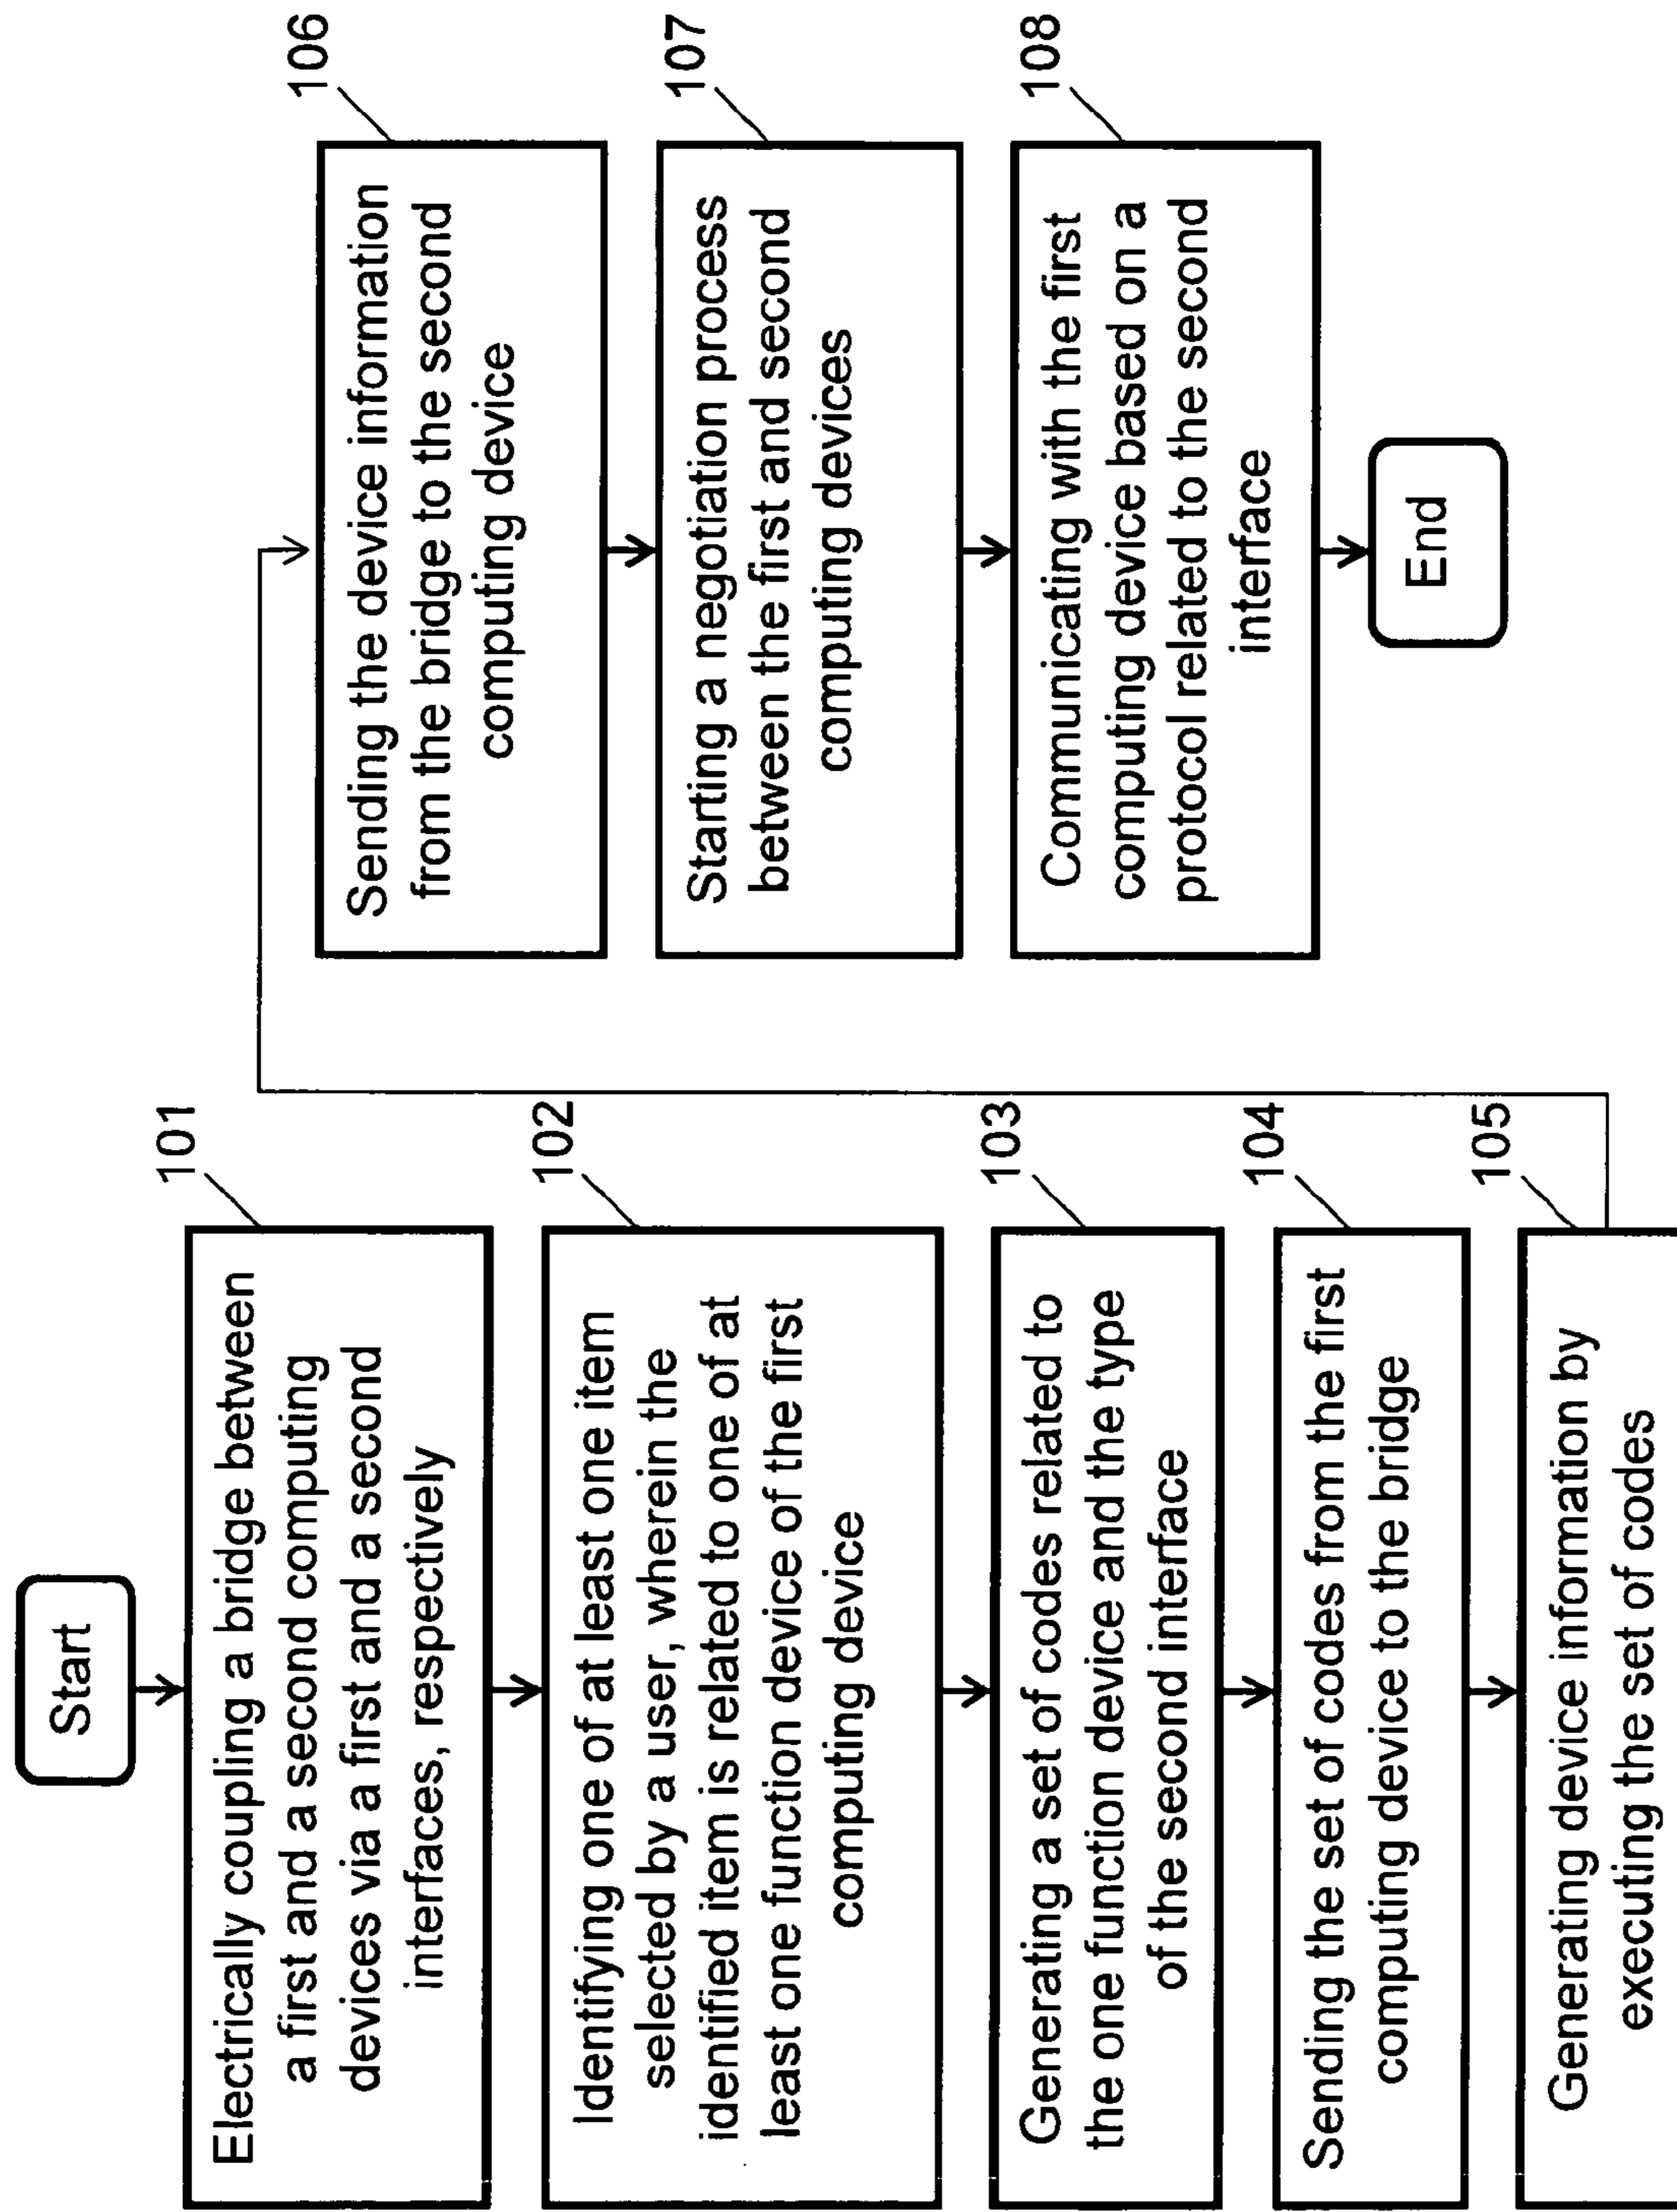 Start
101
Electrically coupling a bridge between
a first and a second computing
devices via a first and a second
interfaces, respectively
102
Identifying one of at least one item
selected by a user, wherein the
identified item is related to one of at
least one function device of the first
computing device
103
Generating a set of codes related to
the one function device and the type
of the second interface
104
Sending the set of codes from the first
computing device to the bridge
105
Generating device information by
executing the set of codes
106
Sending the device information
from the bridge to the second
computing device
107
Starting a negotiation process
between the first and second
computing devices
108
Communicating with the first
computing device based on a
protocol related to the second
interface
End